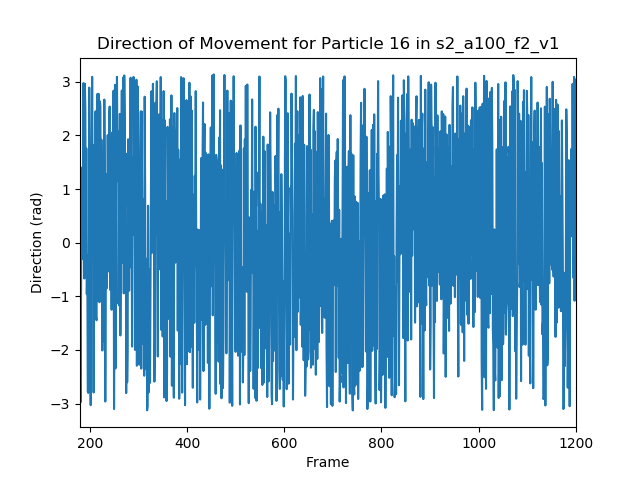 Direction of Movement for Particle 16 in s2_a100_f2_v1
3
2
1
0
−1
−2
−3
Direction (rad)
200 400 600 800 1000 1200
Frame